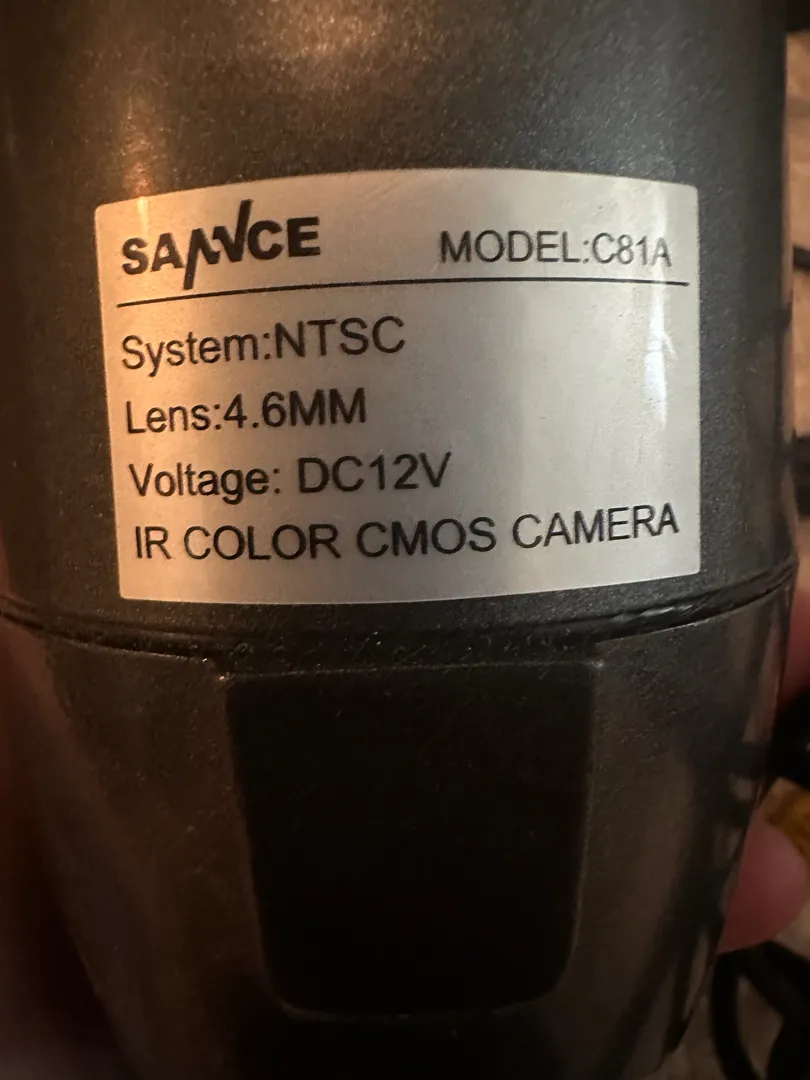 SANNCE MODEL:C81A
System:NTSC
Lens:4.6MM
Voltage: DC12V
IR COLOR CMOS CAMERA